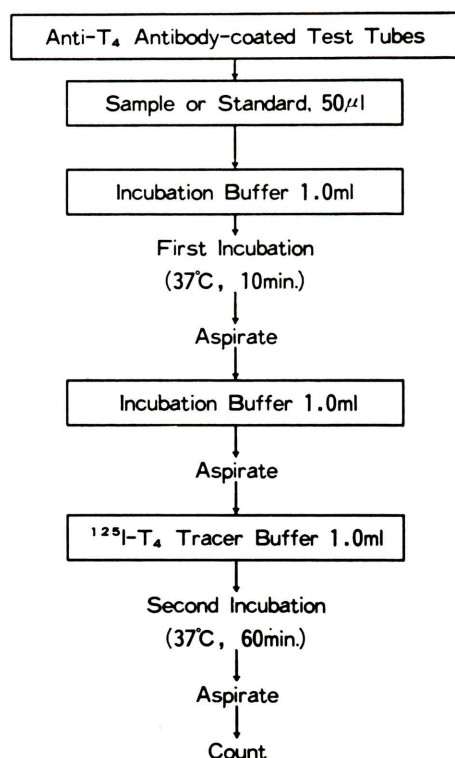 Anti-T₄ Antibody-coated Test Tubes
Sample or Standard, 50μl
Incubation Buffer 1.0ml
First Incubation
(37℃, 10min.)
Aspirate
Incubation Buffer 1.0ml
Aspirate
¹²⁵I-T₄ Tracer Buffer 1.0ml
Second Incubation
(37℃, 60min.)
Aspirate
Count